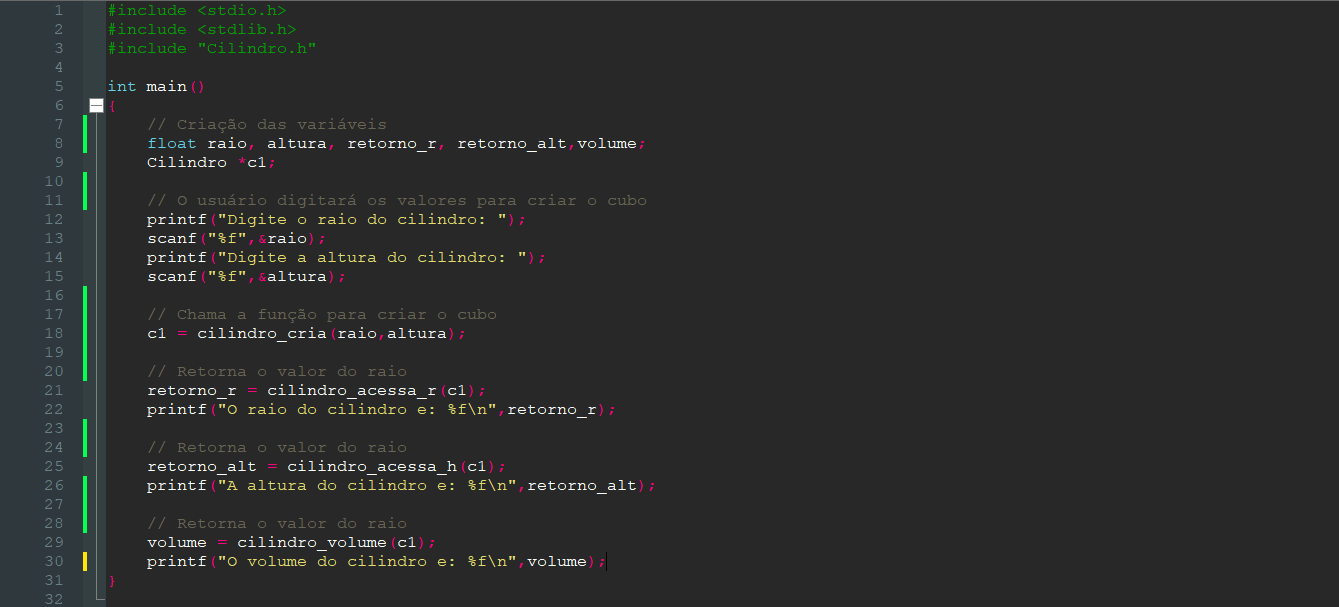 1 #include <stdio.h>
2 #include <stdlib.h>
3 #include "Cilindro.h"
4
5 int main()
6 {
7 // Criação das variáveis
8 float raio, altura, retorno_r, retorno_alt,volume;
9 Cilindro *c1;
10
11 // O usuário digitará os valores para criar o cubo
12 printf("Digite o raio do cilindro: ");
13 scanf("%f",&raio);
14 printf("Digite a altura do cilindro: ");
15 scanf("%f",&altura);
16
17 // Chama a função para criar o cubo
18 c1 = cilindro_cria(raio,altura);
19
20 // Retorna o valor do raio
21 retorno_r = cilindro_acessa_r(c1);
22 printf("O raio do cilindro e: %f\n",retorno_r);
23
24 // Retorna o valor do raio
25 retorno_alt = cilindro_acessa_h(c1);
26 printf("A altura do cilindro e: %f\n",retorno_alt);
27
28 // Retorna o valor do raio
29 volume = cilindro_volume(c1);
30 printf("O volume do cilindro e: %f\n",volume);
31 }
32